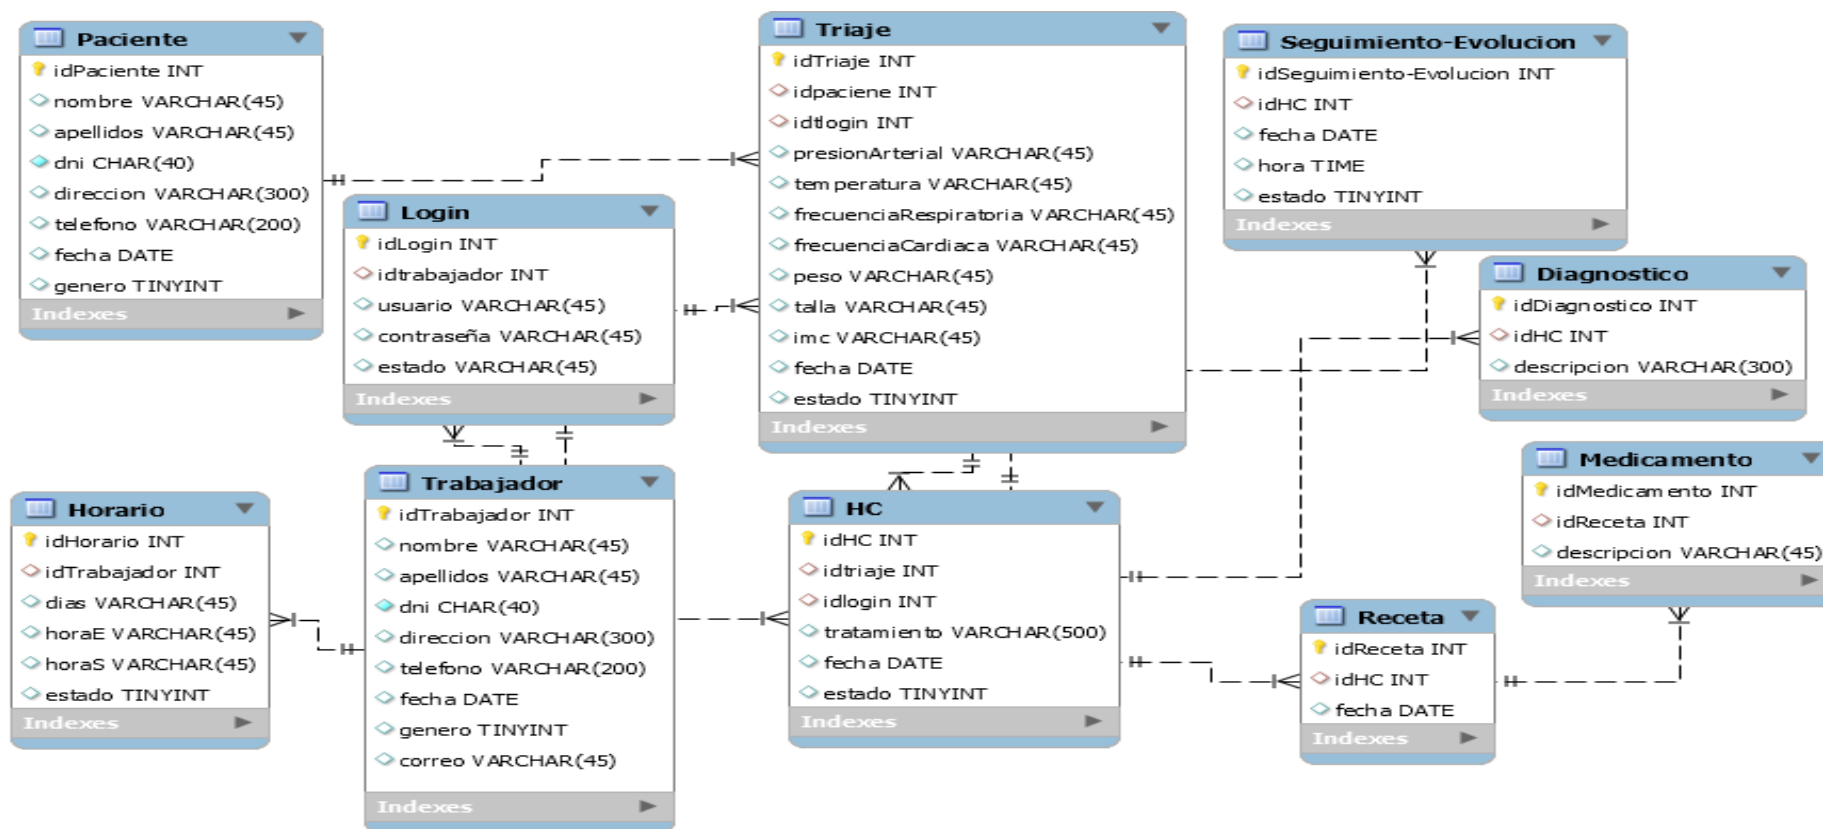 Paciente
idPaciente INT
nombre VARCHAR(45)
apellidos VARCHAR(45)
dni CHAR(40)
direccion VARCHAR(300)
telefono VARCHAR(200)
fecha DATE
genero TINYINT
Indexes
Login
idLogin INT
idtrabajador INT
usuario VARCHAR(45)
contraseña VARCHAR(45)
estado VARCHAR(45)
Indexes
Triaje
idTriaje INT
idpaciene INT
idtlogin INT
presionArterial VARCHAR(45)
temperatura VARCHAR(45)
frecuenciaRespiratoria VARCHAR(45)
frecuenciaCardiaca VARCHAR(45)
peso VARCHAR(45)
talla VARCHAR(45)
imc VARCHAR(45)
fecha DATE
estado TINYINT
Indexes
Seguimiento-Evolucion
idSeguimiento-Evolucion INT
idHC INT
fecha DATE
hora TIME
estado TINYINT
Indexes
Diagnostico
idDiagnostico INT
idHC INT
descripcion VARCHAR(300)
Indexes
Horario
idHorario INT
idTrabajador INT
dias VARCHAR(45)
horaE VARCHAR(45)
horaS VARCHAR(45)
estado TINYINT
Indexes
Trabajador
idTrabajador INT
nombre VARCHAR(45)
apellidos VARCHAR(45)
dni CHAR(40)
direccion VARCHAR(300)
telefono VARCHAR(200)
fecha DATE
genero TINYINT
correo VARCHAR(45)
Indexes
HC
idHC INT
idtriaje INT
idlogin INT
tratamiento VARCHAR(500)
fecha DATE
estado TINYINT
Indexes
Medicamento
idMedicamento INT
idReceta INT
descripcion VARCHAR(45)
Indexes
Receta
idReceta INT
idHC INT
fecha DATE
Indexes